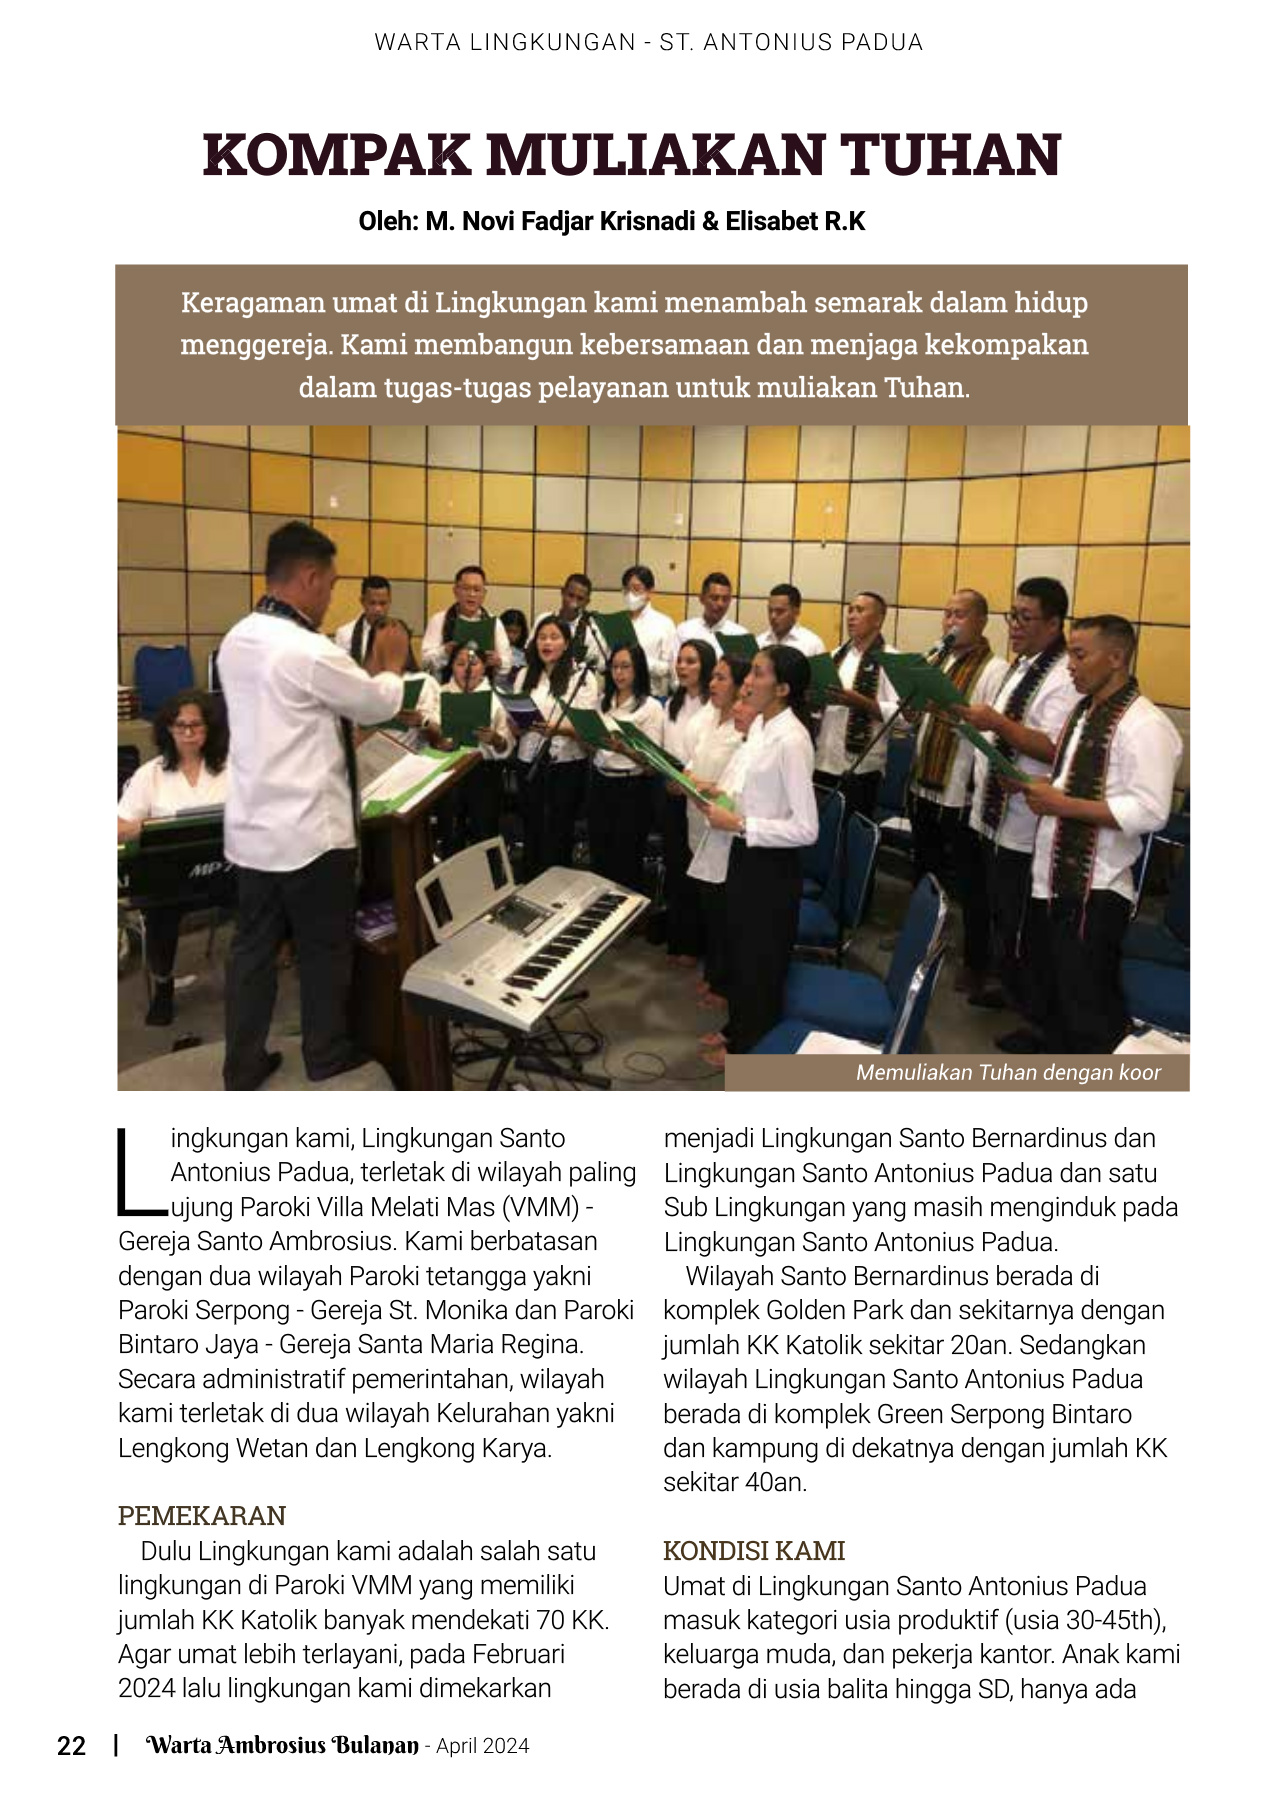 WARTA LINGKUNGAN - ST. ANTONIUS PADUA
KOMPAK MULIAKAN TUHAN
Oleh: M. Novi Fadjar Krisnadi & Elisabet R.K
Keragaman umat di Lingkungan kami menambah semarak dalam hidup
menggereja. Kami membangun kebersamaan dan menjaga kekompakan
dalam tugas-tugas pelayanan untuk muliakan Tuhan.
MP7
Memuliakan Tuhan dengan koor
Lingkungan kami, Lingkungan Santo
Antonius Padua, terletak di wilayah paling
ujung Paroki Villa Melati Mas (VMM) -
Gereja Santo Ambrosius. Kami berbatasan
dengan dua wilayah Paroki tetangga yakni
Paroki Serpong - Gereja St. Monika dan Paroki
Bintaro Jaya - Gereja Santa Maria Regina.
Secara administratif pemerintahan, wilayah
kami terletak di dua wilayah Kelurahan yakni
Lengkong Wetan dan Lengkong Karya.
PEMEKARAN
Dulu Lingkungan kami adalah salah satu
lingkungan di Paroki VMM yang memiliki
jumlah KK Katolik banyak mendekati 70 KK.
Agar umat lebih terlayani, pada Februari
2024 lalu lingkungan kami dimekarkan
menjadi Lingkungan Santo Bernardinus dan
Lingkungan Santo Antonius Padua dan satu
Sub Lingkungan yang masih menginduk pada
Lingkungan Santo Antonius Padua.
Wilayah Santo Bernardinus berada di
komplek Golden Park dan sekitarnya dengan
jumlah KK Katolik sekitar 20an. Sedangkan
wilayah Lingkungan Santo Antonius Padua
berada di komplek Green Serpong Bintaro
dan kampung di dekatnya dengan jumlah KK
sekitar 40an.
KONDISI KAMI
Umat di Lingkungan Santo Antonius Padua
masuk kategori usia produktif (usia 30-45th),
keluarga muda, dan pekerja kantor. Anak kami
berada di usia balita hingga SD, hanya ada
22 | Warta Ambrosius Bulanan - April 2024